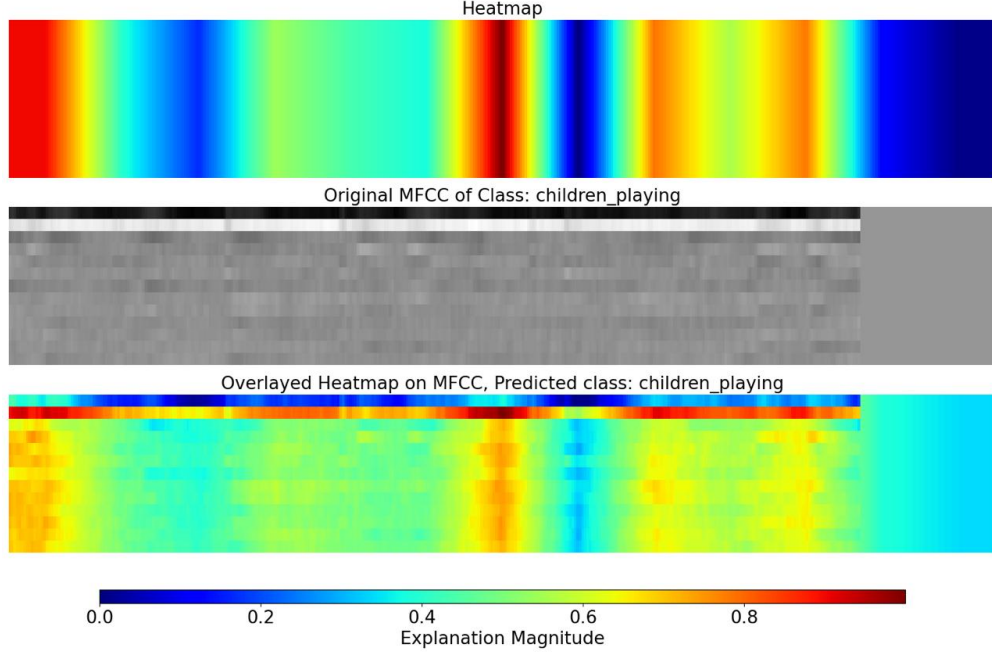 Heatmap
Original MFCC of Class: children_playing
Overlayed Heatmap on MFCC, Predicted class: children_playing
0.0 0.2 0.4 0.6 0.8
Explanation Magnitude